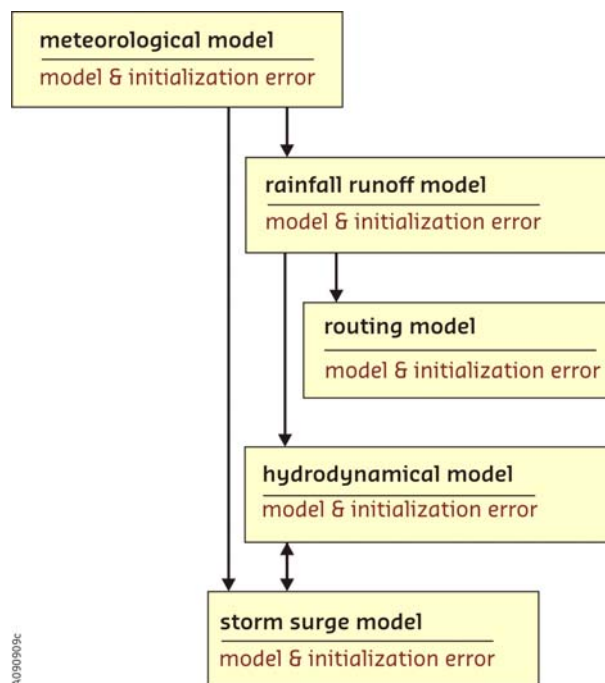 meteorological model
model & initialization error
rainfall runoff model
model & initialization error
routing model
model & initialization error
hydrodynamical model
model & initialization error
storm surge model
model & initialization error
A090909c